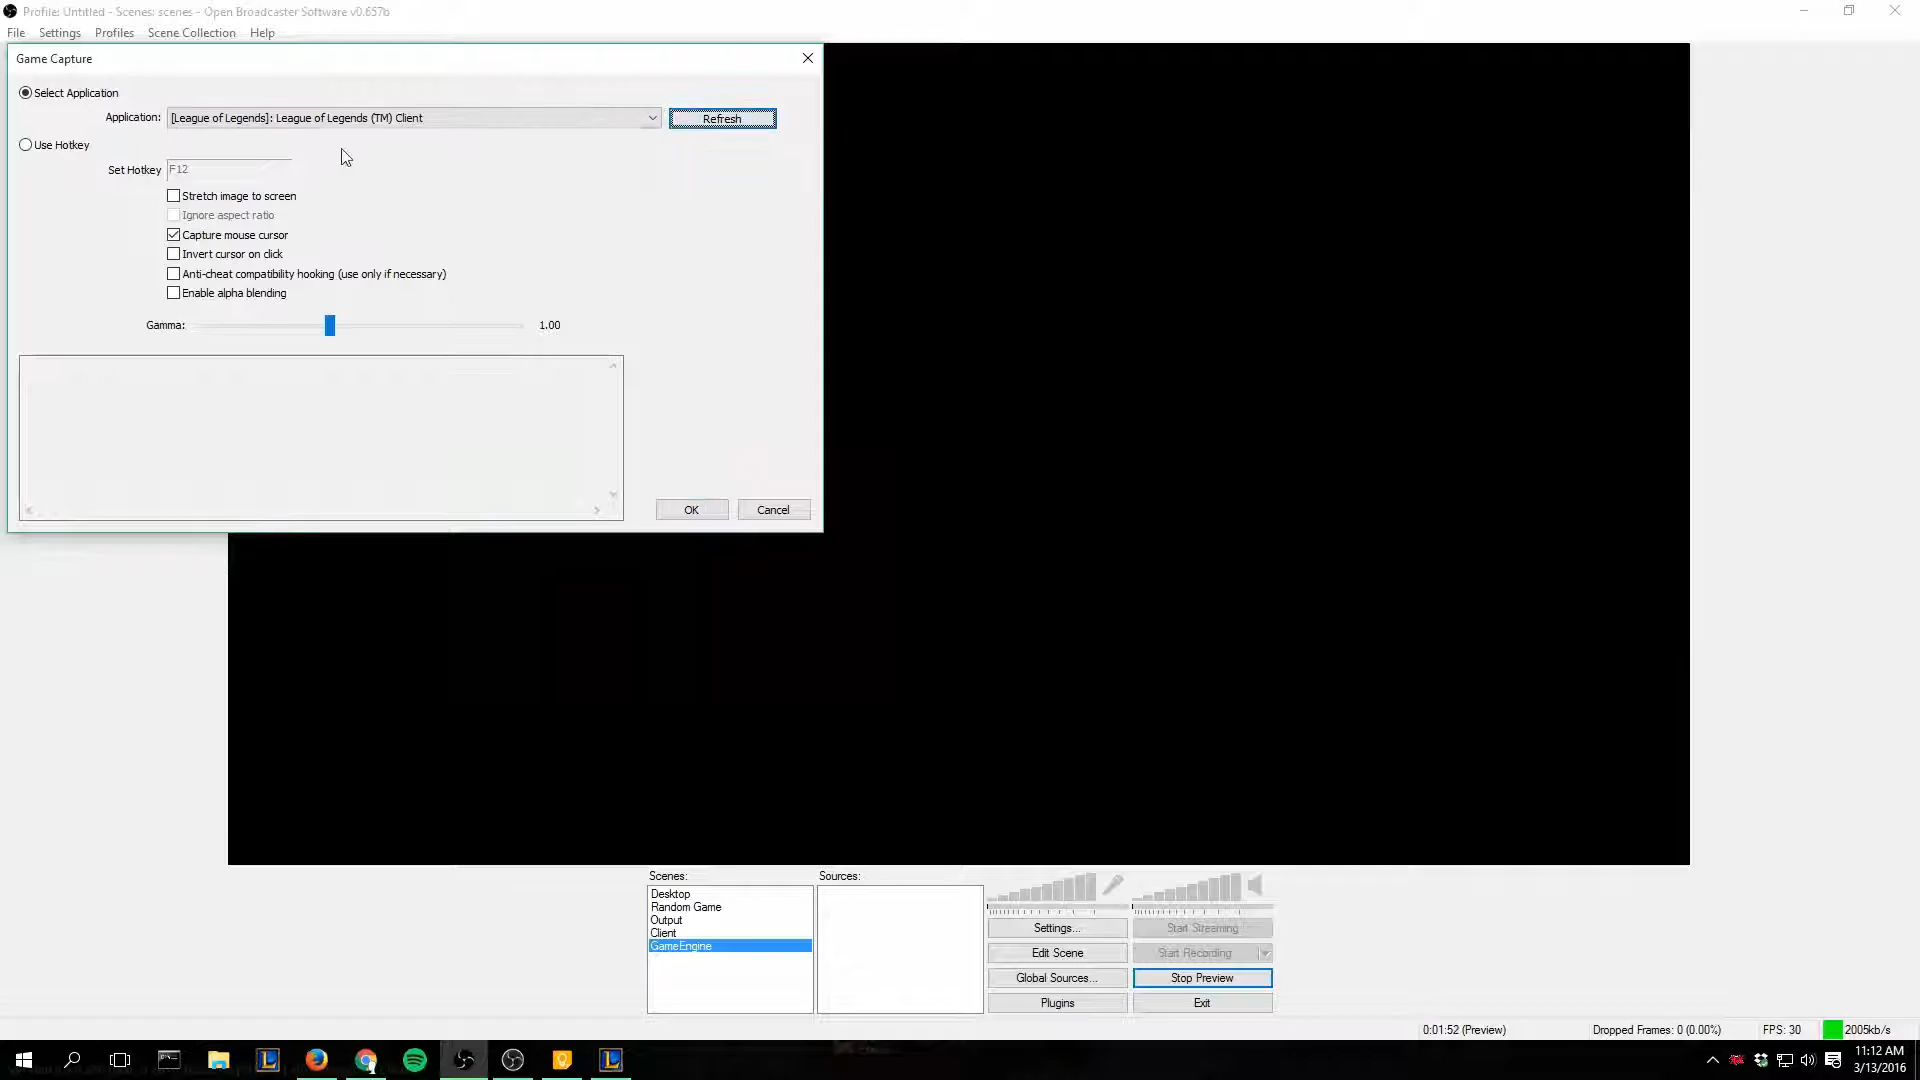 Profile: Untitled - Scenes: scenes - Open Broadcaster Software v0.657b
File Settings Profiles Scene Collection Help
Game Capture
Select Application
Application: [League of Legends]: League of Legends (TM) Client Refresh
Use Hotkey
Set Hotkey F12
Stretch image to screen
Ignore aspect ratio
Capture mouse cursor
Invert cursor on click
Anti-cheat compatibility hooking (use only if necessary)
Enable alpha blending
Gamma: 1.00
OK Cancel
Scenes: Sources:
Desktop
Random Game
Output
Client
GameEngine
Settings... Start Streaming
Edit Scene Start Recording
Global Sources... Stop Preview
Plugins Exit
0:01:52 (Preview) Dropped Frames: 0 (0.00%) FPS: 30 2005kb/s
11:12 AM
3/13/2016